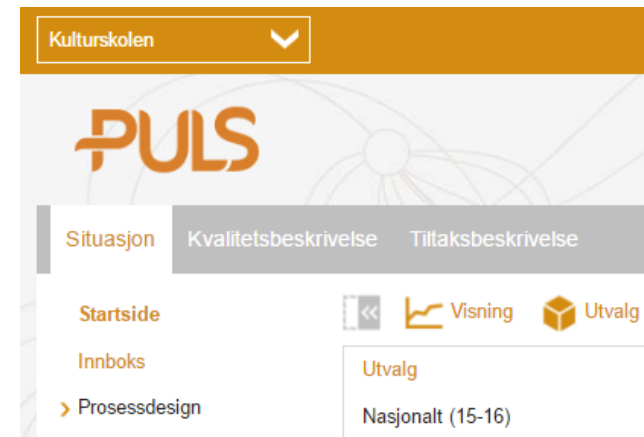 Kulturskolen
PULS
Situasjon Kvalitetsbeskrivelse Tiltaksbeskrivelse
Startside
« Visning Utvalg
Innboks
Utvalg
Prosessdesign
Nasjonalt (15-16)